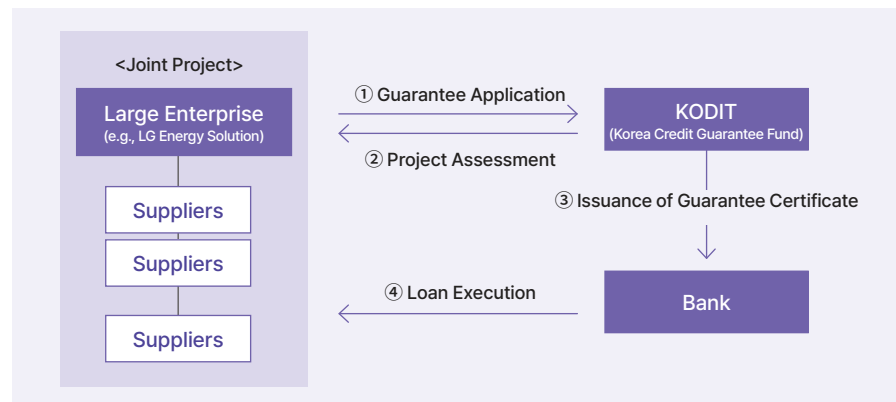 <Joint Project>
Large Enterprise
(e.g., LG Energy Solution)
Suppliers
Suppliers
Suppliers
① Guarantee Application
② Project Assessment
KODIT
(Korea Credit Guarantee Fund)
③ Issuance of Guarantee Certificate
④ Loan Execution
Bank